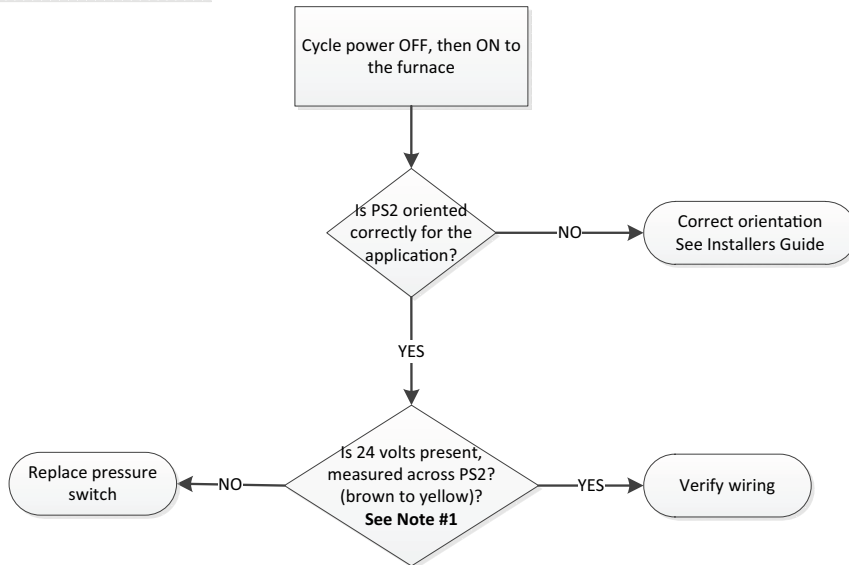 Cycle power OFF, then ON to
the furnace
Is PS2 oriented
correctly for the
application?
NO
Correct orientation
See Installers Guide
YES
Is 24 volts present,
measured across PS2?
(brown to yellow)?
See Note #1
NO
Replace pressure
switch
YES
Verify wiring